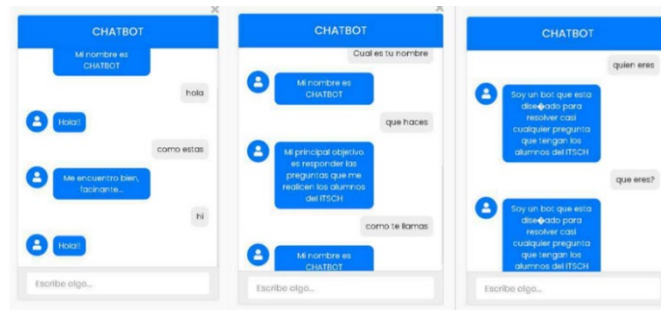 CHATBOT
Mi nombre es
CHATBOT
hola
Hola!!
como estas
Me encuentro bien,
facinante...
hi
Hola!!
Escribe algo...
CHATBOT
Cual es tu nombre
Mi nombre es
CHATBOT
que haces
Mi principal objetivo
es responder las
preguntas que me
realicen los alumnos
del ITSCH
como te llamas
Mi nombre es
CHATBOT
Escribe algo...
CHATBOT
quien eres
Soy un bot que esta
dise�ado para
resolver casi
cualquier pregunta
que tengan los
alumnos del ITSCH
que eres?
Soy un bot que esta
dise�ado para
resolver casi
cualquier pregunta
que tengan los
alumnos del ITSCH
Escribe algo...